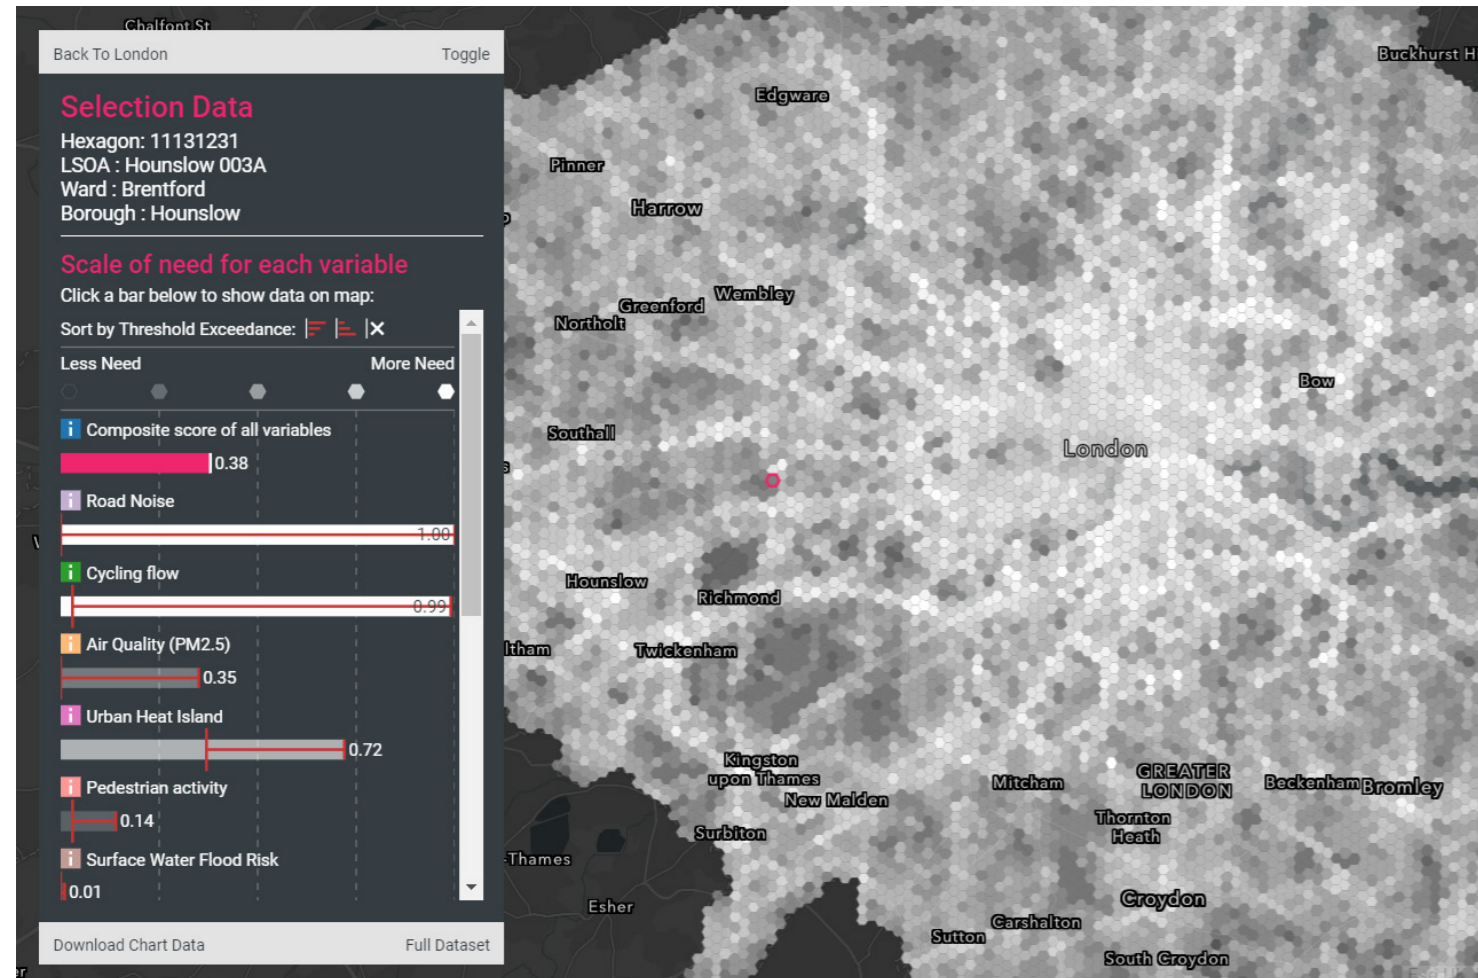 Chalfont St
Back To London
Toggle
Selection Data
Hexagon: 11131231
LSOA : Hounslow 003A
Ward : Brentford
Borough : Hounslow
Scale of need for each variable
Click a bar below to show data on map:
Sort by Threshold Exceedance:
Less Need
More Need
i Composite score of all variables
0.38
i Road Noise
1.00
i Cycling flow
0.99
i Air Quality (PM2.5)
0.35
i Urban Heat Island
0.72
i Pedestrian activity
0.14
i Surface Water Flood Risk
0.01
Download Chart Data
Full Dataset
Buckhurst H
Edgware
Pinner
Harrow
Wembley
Greenford
Northolt
Bow
Southall
London
Hounslow
Richmond
ltham
Twickenham
Kingston
upon Thames
New Malden
Surbiton
Mitcham
GREATER
LONDON
Beckenham
Bromley
Thornton
Heath
-Thames
Esher
Croydon
Carshalton
Sutton
South Croydon